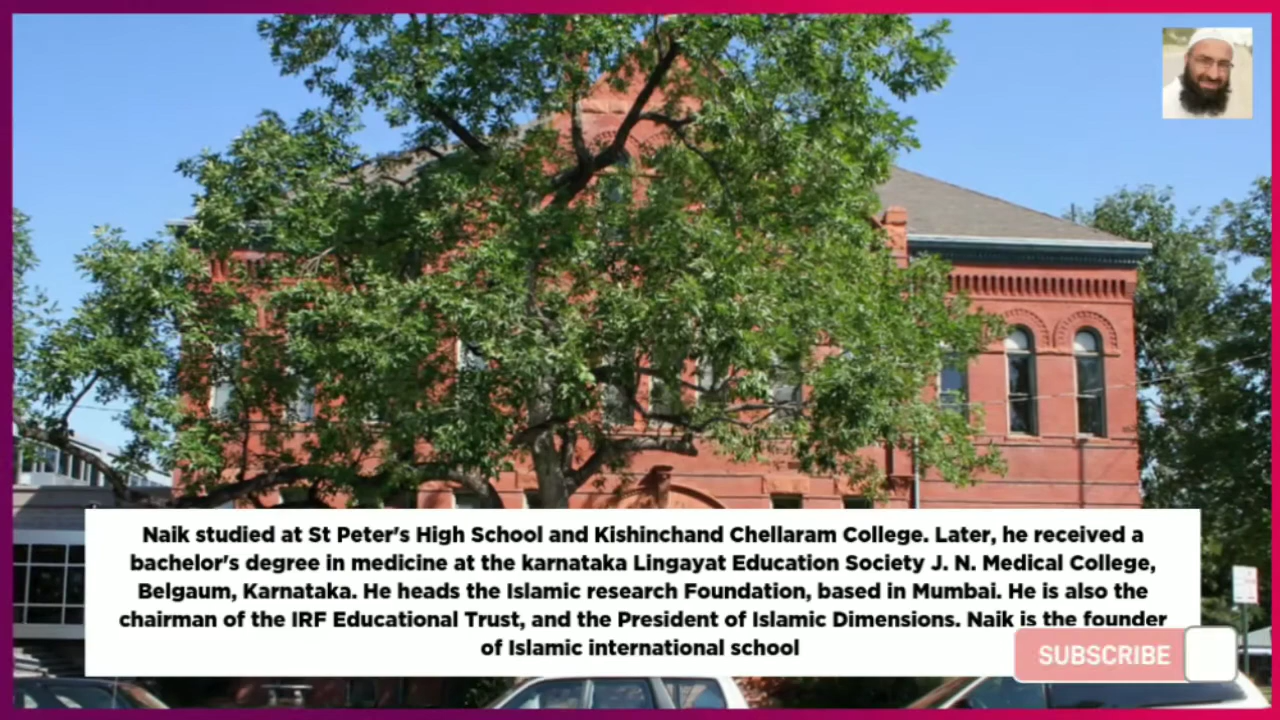 Naik studied at St Peter's High School and Kishinchand Chellaram College. Later, he received a
bachelor's degree in medicine at the karnataka Lingayat Education Society J. N. Medical College,
Belgaum, Karnataka. He heads the Islamic research Foundation, based in Mumbai. He is also the
chairman of the IRF Educational Trust, and the President of Islamic Dimensions. Naik is the founder
of Islamic international school
SUBSCRIBE